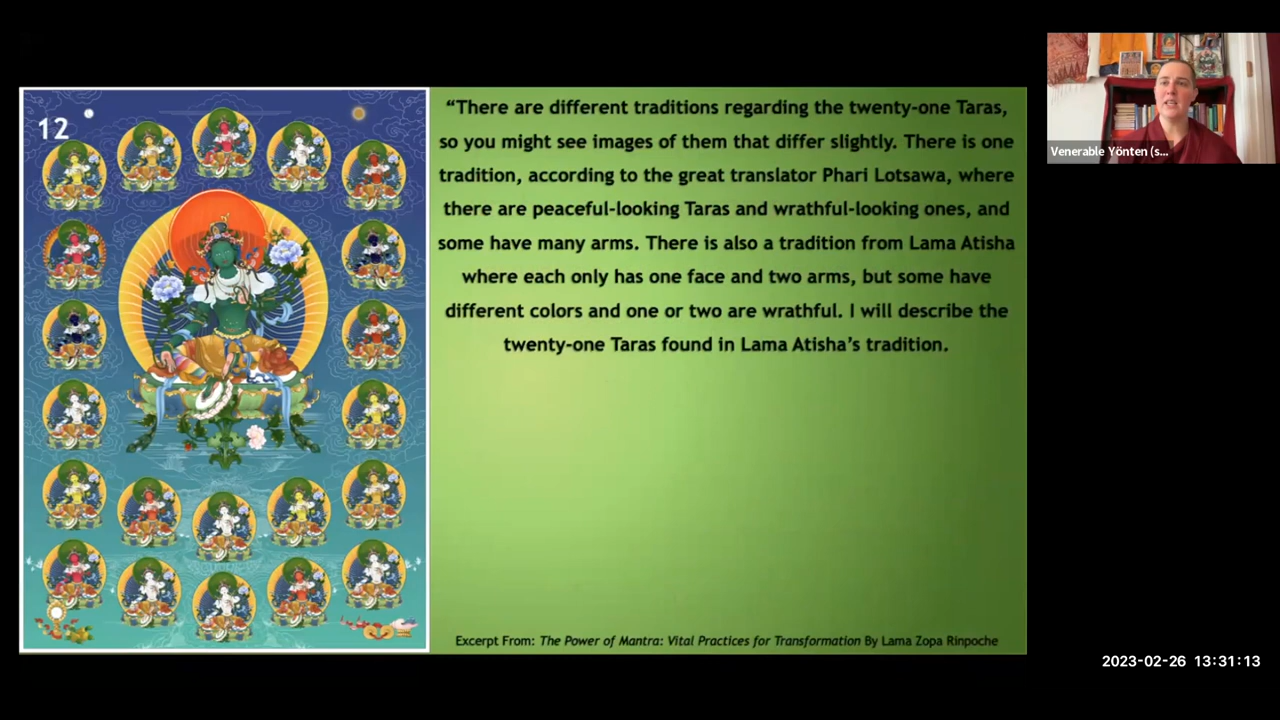 12
“There are different traditions regarding the twenty-one Taras,
so you might see images of them that differ slightly. There is one
tradition, according to the great translator Phari Lotsawa, where
there are peaceful-looking Taras and wrathful-looking ones, and
some have many arms. There is also a tradition from Lama Atisha
where each only has one face and two arms, but some have
different colors and one or two are wrathful. I will describe the
twenty-one Taras found in Lama Atisha’s tradition.
Excerpt From: The Power of Mantra: Vital Practices for Transformation By Lama Zopa Rinpoche
Venerable Yönten (s...
2023-02-26 13:31:13